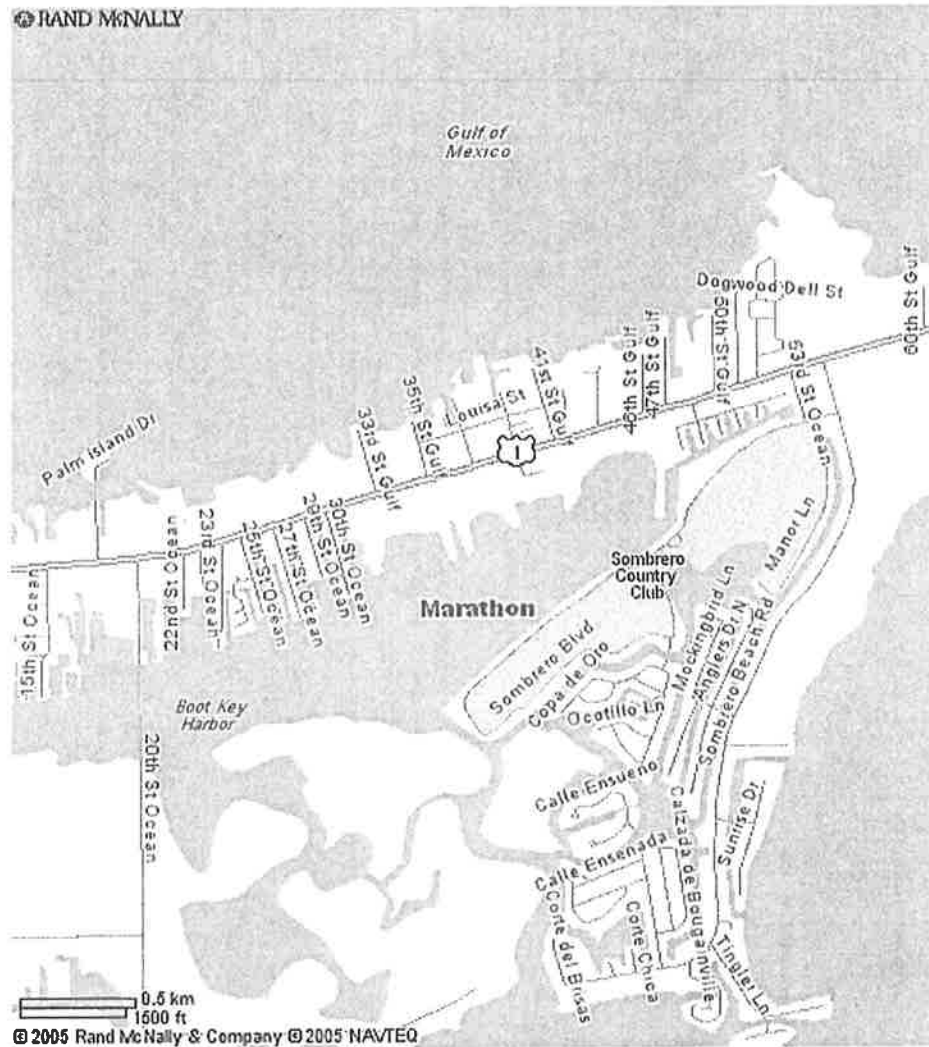 RAND McNALLY
Gulf of
Mexico
Dogwood Dell St
60th St Gulf
50th St Gulf
53rd St Ocean
46th St Gulf
47th St Gulf
41st St Gulf
Louisa St
35th St Gulf
33rd St Gulf
1
Palm Island Dr
30th St Ocean
29th St Ocean
27th St Ocean
25th St Ocean
23rd St Ocean
22nd St Ocean
15th St Ocean
20th St Ocean
Sombrero
Country
Club
Manor Ln
Marathon
Mockingbird Ln
Anglers Dr N
Sombrero Beach Rd
Sombrero Blvd
Copa de Oro
Ocotillo Ln
Boot Key
Harbor
Calle Ensueno
Calzada de Bougainville
Sunrise Dr
Calle Ensenada
Corte del Brisas
Corte Chica
Tingler Ln
0.5 km
1500 ft
© 2005 Rand McNally & Company © 2005 NAVTEQ